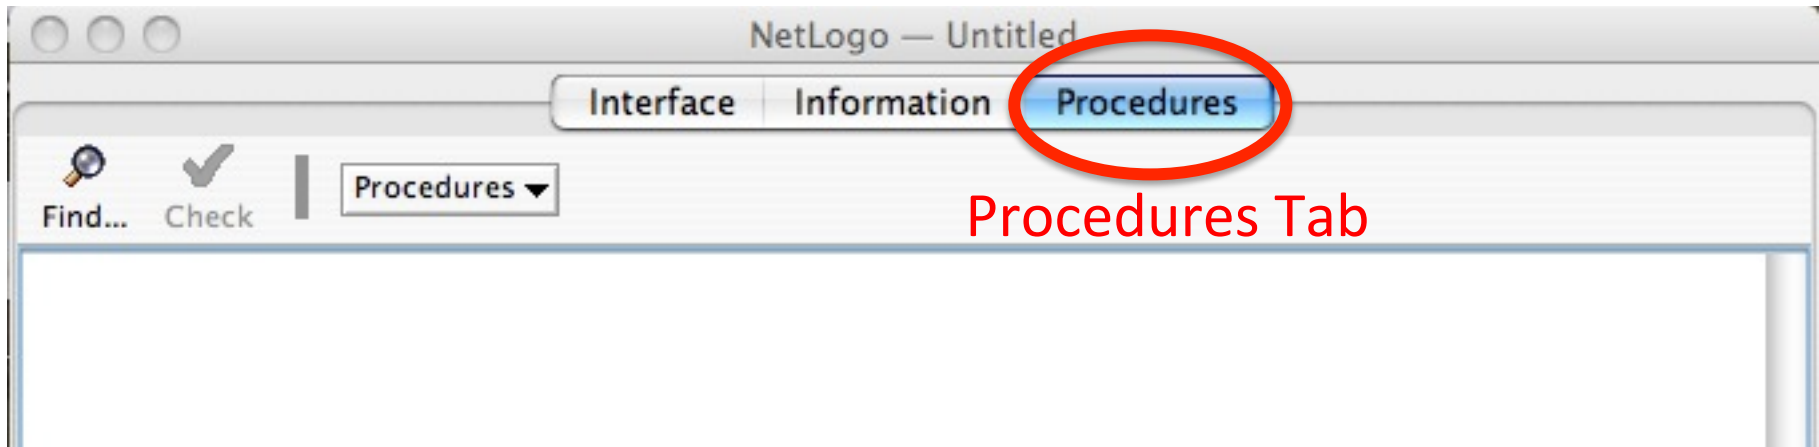 NetLogo — Untitled
Interface Information Procedures
Find... Check Procedures
Procedures Tab